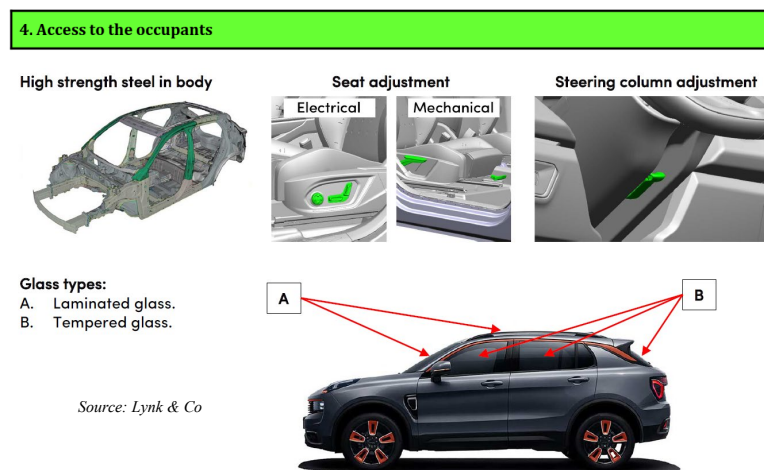 4. Access to the occupants
High strength steel in body
Seat adjustment
Steering column adjustment
Electrical
Mechanical
Glass types:
A. Laminated glass.
B. Tempered glass.
A
B
Source: Lynk & Co